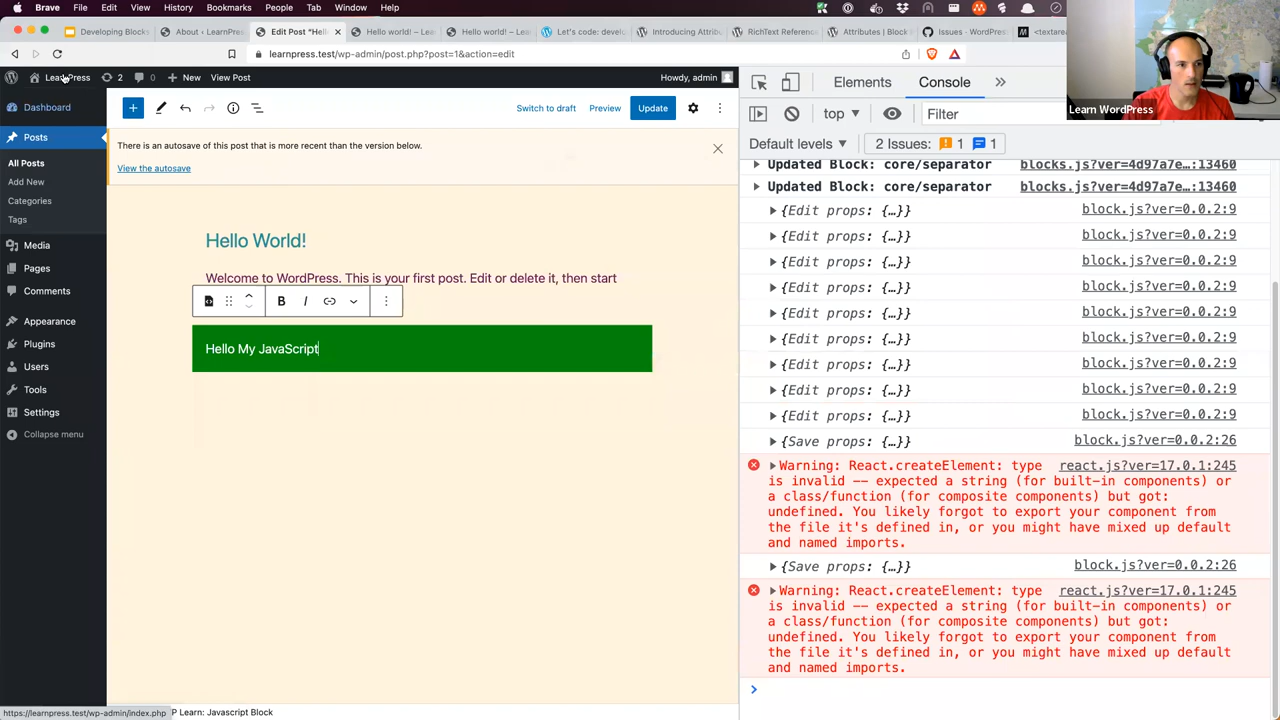 Brave File Edit View History Bookmarks People Tab Window Help
Developing Blocks
About ‹ LearnPres
Edit Post "Hell
Hello world! – L
Hello world! – L
Let's code: devel
Introducing Attrib
RichText Referenc
Attributes | Block
Issues · WordPres
<textare
learnpress.test/wp-admin/post.php?post=1&action=edit
2 0 New View Post
Howdy, admin
Dashboard
Posts
All Posts
Add New
Categories
Tags
Media
Pages
Comments
Appearance
Plugins
Users
Tools
Settings
Collapse menu
Switch to draft Preview Update
There is an autosave of this post that is more recent than the version below.
View the autosave
Hello World!
Welcome to WordPress. This is your first post. Edit or delete it, then start
B I
Hello My JavaScript
https://learnpress.test/wp-admin/index.php
P Learn: Javascript Block
Elements Console
Learn WordPress
top Filter
Default levels 2 Issues: 1 1
Updated Block: core/separator blocks.js?ver=4d97a7e…:13460
Updated Block: core/separator blocks.js?ver=4d97a7e…:13460
{Edit props: {…}} block.js?ver=0.0.2:9
{Edit props: {…}} block.js?ver=0.0.2:9
{Edit props: {…}} block.js?ver=0.0.2:9
{Edit props: {…}} block.js?ver=0.0.2:9
{Edit props: {…}} block.js?ver=0.0.2:9
{Edit props: {…}} block.js?ver=0.0.2:9
{Edit props: {…}} block.js?ver=0.0.2:9
{Edit props: {…}} block.js?ver=0.0.2:9
{Edit props: {…}} block.js?ver=0.0.2:9
{Save props: {…}} block.js?ver=0.0.2:26
Warning: React.createElement: type react.js?ver=17.0.1:245
is invalid -- expected a string (for built-in components) or
a class/function (for composite components) but got:
undefined. You likely forgot to export your component from
the file it's defined in, or you might have mixed up default
and named imports.
{Save props: {…}} block.js?ver=0.0.2:26
Warning: React.createElement: type react.js?ver=17.0.1:245
is invalid -- expected a string (for built-in components) or
a class/function (for composite components) but got:
undefined. You likely forgot to export your component from
the file it's defined in, or you might have mixed up default
and named imports.